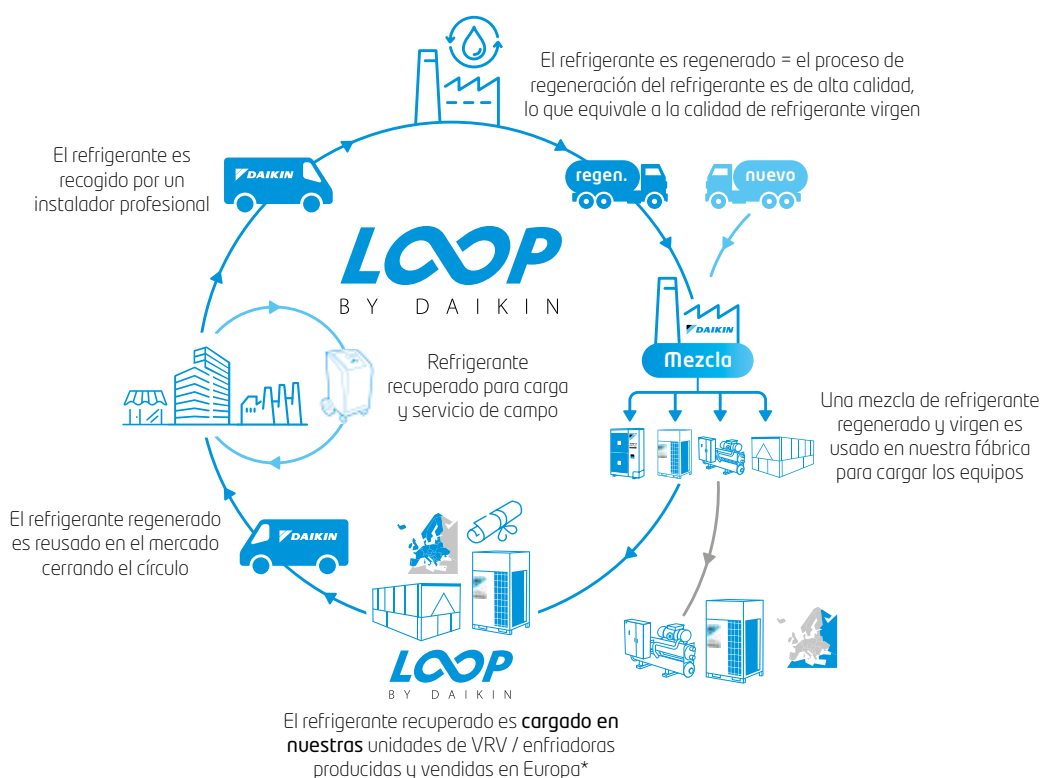 El refrigerante es regenerado = el proceso de
regeneración del refrigerante es de alta calidad,
lo que equivale a la calidad de refrigerante virgen
El refrigerante es
recogido por un
instalador profesional
DAIKIN
regen.
nuevo
LOOP
BY DAIKIN
DAIKIN
Mezcla
Refrigerante
recuperado para carga
y servicio de campo
Una mezcla de refrigerante
regenerado y virgen es
usado en nuestra fábrica
para cargar los equipos
El refrigerante regenerado
es reusado en el mercado
cerrando el círculo
DAIKIN
LOOP
BY DAIKIN
El refrigerante recuperado es cargado en
nuestras unidades de VRV / enfriadoras
producidas y vendidas en Europa*